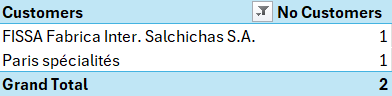 Customers No Customers
FISSA Fabrica Inter. Salchichas S.A. 1
Paris spécialités 1
Grand Total 2